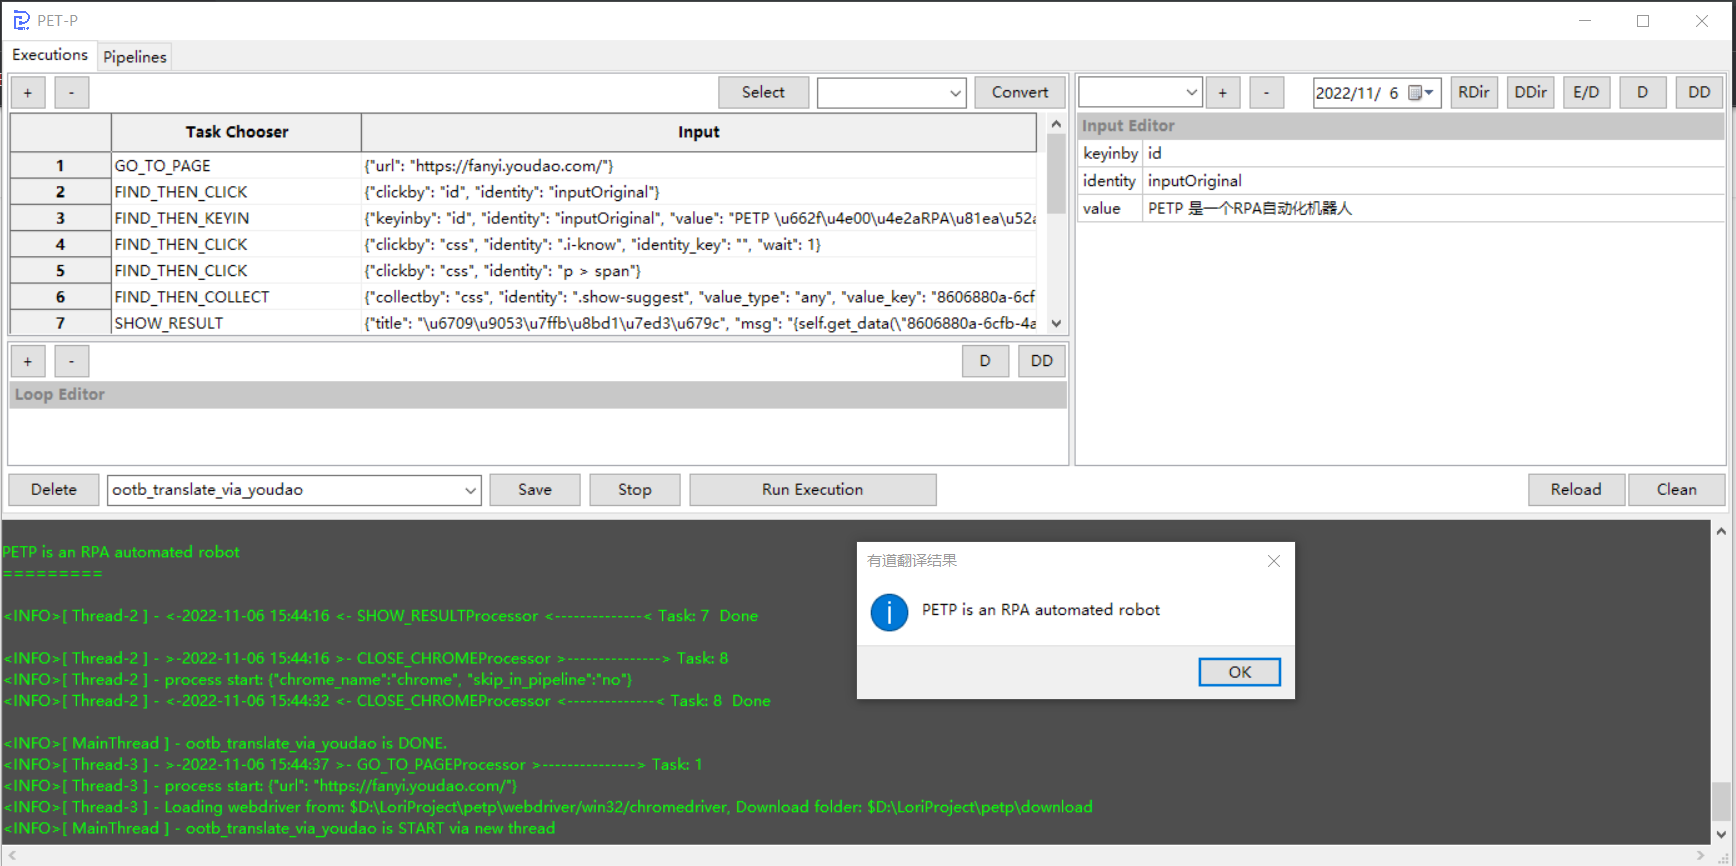 PET-P
Executions Pipelines
+ - Select Convert + - 2022/11/ 6 RDir DDir E/D D DD
Task Chooser Input
1 GO_TO_PAGE {"url": "https://fanyi.youdao.com/"}
2 FIND_THEN_CLICK {"clickby": "id", "identity": "inputOriginal"}
3 FIND_THEN_KEYIN {"keyinby": "id", "identity": "inputOriginal", "value": "PETP \u662f\u4e00\u4e2aRPA\u81ea\u52a
4 FIND_THEN_CLICK {"clickby": "css", "identity": ".i-know", "identity_key": "", "wait": 1}
5 FIND_THEN_CLICK {"clickby": "css", "identity": "p > span"}
6 FIND_THEN_COLLECT {"collectby": "css", "identity": ".show-suggest", "value_type": "any", "value_key": "8606880a-6cf
7 SHOW_RESULT {"title": "\u6709\u9053\u7ffb\u8bd1\u7ed3\u679c", "msg": "{self.get_data(\"8606880a-6cfb-4a
Input Editor
keyinby id
identity inputOriginal
value PETP 是一个RPA自动化机器人
+ - D DD
Loop Editor
Delete ootb_translate_via_youdao Save Stop Run Execution Reload Clean
PETP is an RPA automated robot
=========
<INFO>[ Thread-2 ] - <-2022-11-06 15:44:16 <- SHOW_RESULTProcessor <--------------< Task: 7 Done
<INFO>[ Thread-2 ] - >-2022-11-06 15:44:16 >- CLOSE_CHROMEProcessor >---------------> Task: 8
<INFO>[ Thread-2 ] - process start: {"chrome_name":"chrome", "skip_in_pipeline":"no"}
<INFO>[ Thread-2 ] - <-2022-11-06 15:44:32 <- CLOSE_CHROMEProcessor <--------------< Task: 8 Done
<INFO>[ MainThread ] - ootb_translate_via_youdao is DONE.
<INFO>[ Thread-3 ] - >-2022-11-06 15:44:37 >- GO_TO_PAGEProcessor >---------------> Task: 1
<INFO>[ Thread-3 ] - process start: {"url": "https://fanyi.youdao.com/"}
<INFO>[ Thread-3 ] - Loading webdriver from: $D:\LoriProject\petp\webdriver/win32/chromedriver, Download folder: $D:\LoriProject\petp\download
<INFO>[ MainThread ] - ootb_translate_via_youdao is START via new thread
有道翻译结果
PETP is an RPA automated robot
OK